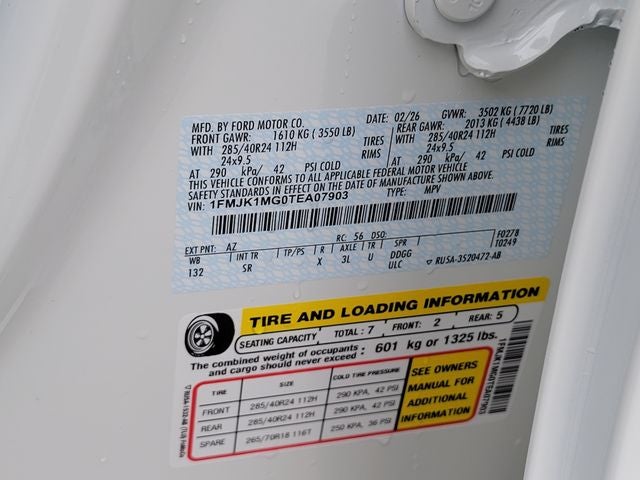 MFD. BY FORD MOTOR CO. DATE: 02/26 GVWR: 3502 KG (7720 LB)
FRONT GAWR: 1610 KG (3550 LB) REAR GAWR: 2013 KG (4438 LB)
WITH 285/40R24 112H TIRES WITH 285/40R24 112H TIRES
24x9.5 RIMS 24x9.5 RIMS
AT 290 kPa/ 42 PSI COLD AT 290 kPa/ 42 PSI COLD
THIS VEHICLE CONFORMS TO ALL APPLICABLE FEDERAL MOTOR VEHICLE
SAFETY STANDARDS IN EFFECT ON THE DATE OF MANUFACTURE SHOWN ABOVE.
VIN: 1FMJK1MG0TEA07903 TYPE: MPV
F0278
T0249
EXT PNT: AZ RC: 56 DSO:
WB INT TR TP/PS R AXLE TR SPR
132 SR X 3L U DDGG
ULC RU5A-3520472-AB
TIRE AND LOADING INFORMATION
SEATING CAPACITY TOTAL: 7 FRONT: 2 REAR: 5
The combined weight of occupants and cargo should never exceed 601 kg or 1325 lbs.
TIRE SIZE COLD TIRE PRESSURE
FRONT 285/40R24 112H 290 KPA, 42 PSI
REAR 285/40R24 112H 290 KPA, 42 PSI
SPARE 265/70R18 116T 250 KPA, 36 PSI
SEE OWNERS
MANUAL FOR
ADDITIONAL
INFORMATION
1FMJK1MG0TEA07903